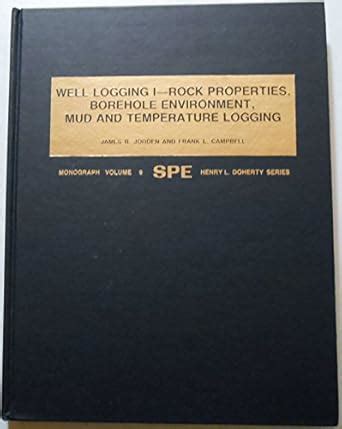 WELL LOGGING I—ROCK PROPERTIES,
BOREHOLE ENVIRONMENT,
MUD AND TEMPERATURE LOGGING
JAMES R. JORDEN AND FRANK L. CAMPBELL
MONOGRAPH VOLUME 9 SPE HENRY L. DOHERTY SERIES